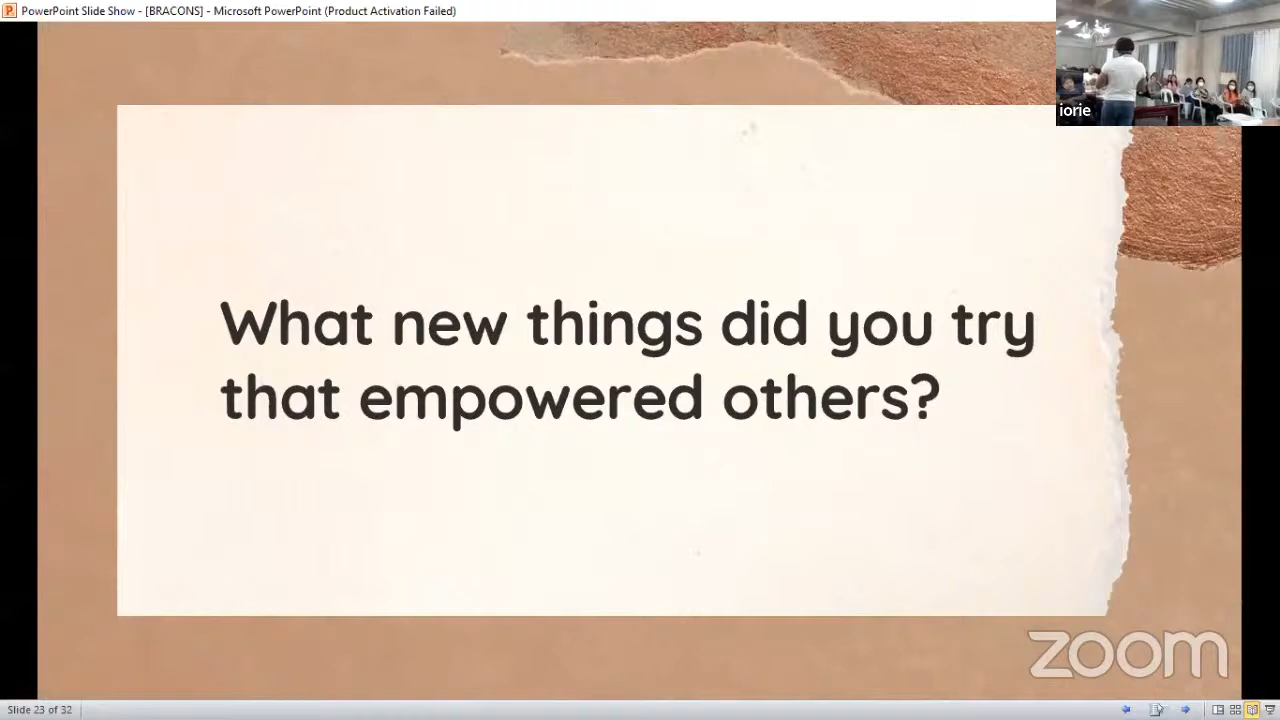 PowerPoint Slide Show - [BRACONS] - Microsoft PowerPoint (Product Activation Failed)
iorie
What new things did you try
that empowered others?
zoom
Slide 23 of 32